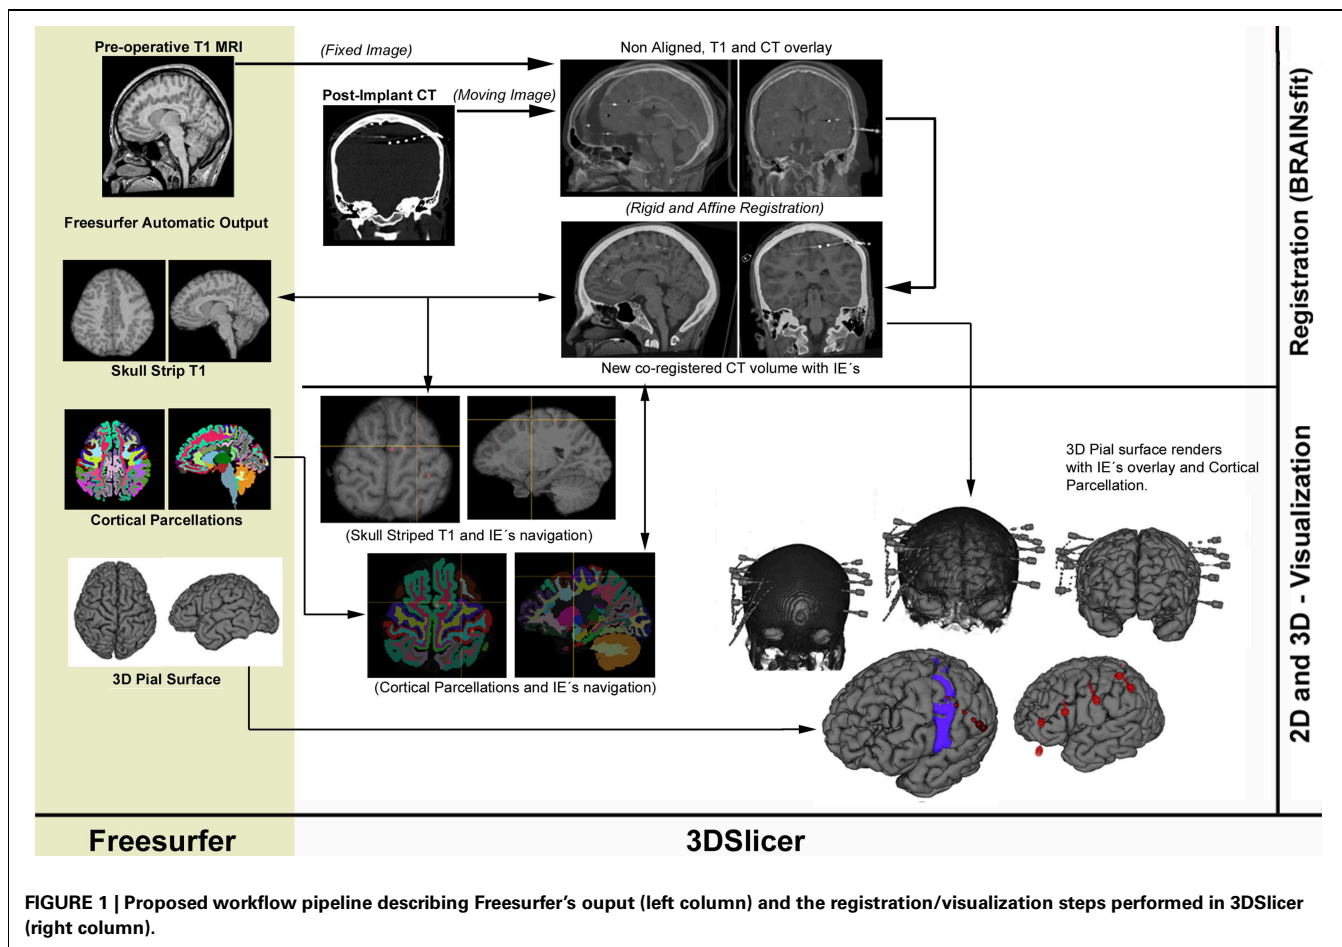 Pre-operative T1 MRI
(Fixed Image)
Non Aligned, T1 and CT overlay
Post-Implant CT
(Moving Image)
(Rigid and Affine Registration)
Freesurfer Automatic Output
Skull Strip T1
New co-registered CT volume with IE´s
Registration (BRAINsfit)
Cortical Parcellations
(Skull Striped T1 and IE´s navigation)
3D Pial surface renders
with IE´s overlay and Cortical
Parcellation.
3D Pial Surface
(Cortical Parcellations and IE´s navigation)
2D and 3D - Visualization
Freesurfer
3DSlicer
FIGURE 1 | Proposed workflow pipeline describing Freesurfer’s ouput (left column) and the registration/visualization steps performed in 3DSlicer
(right column).